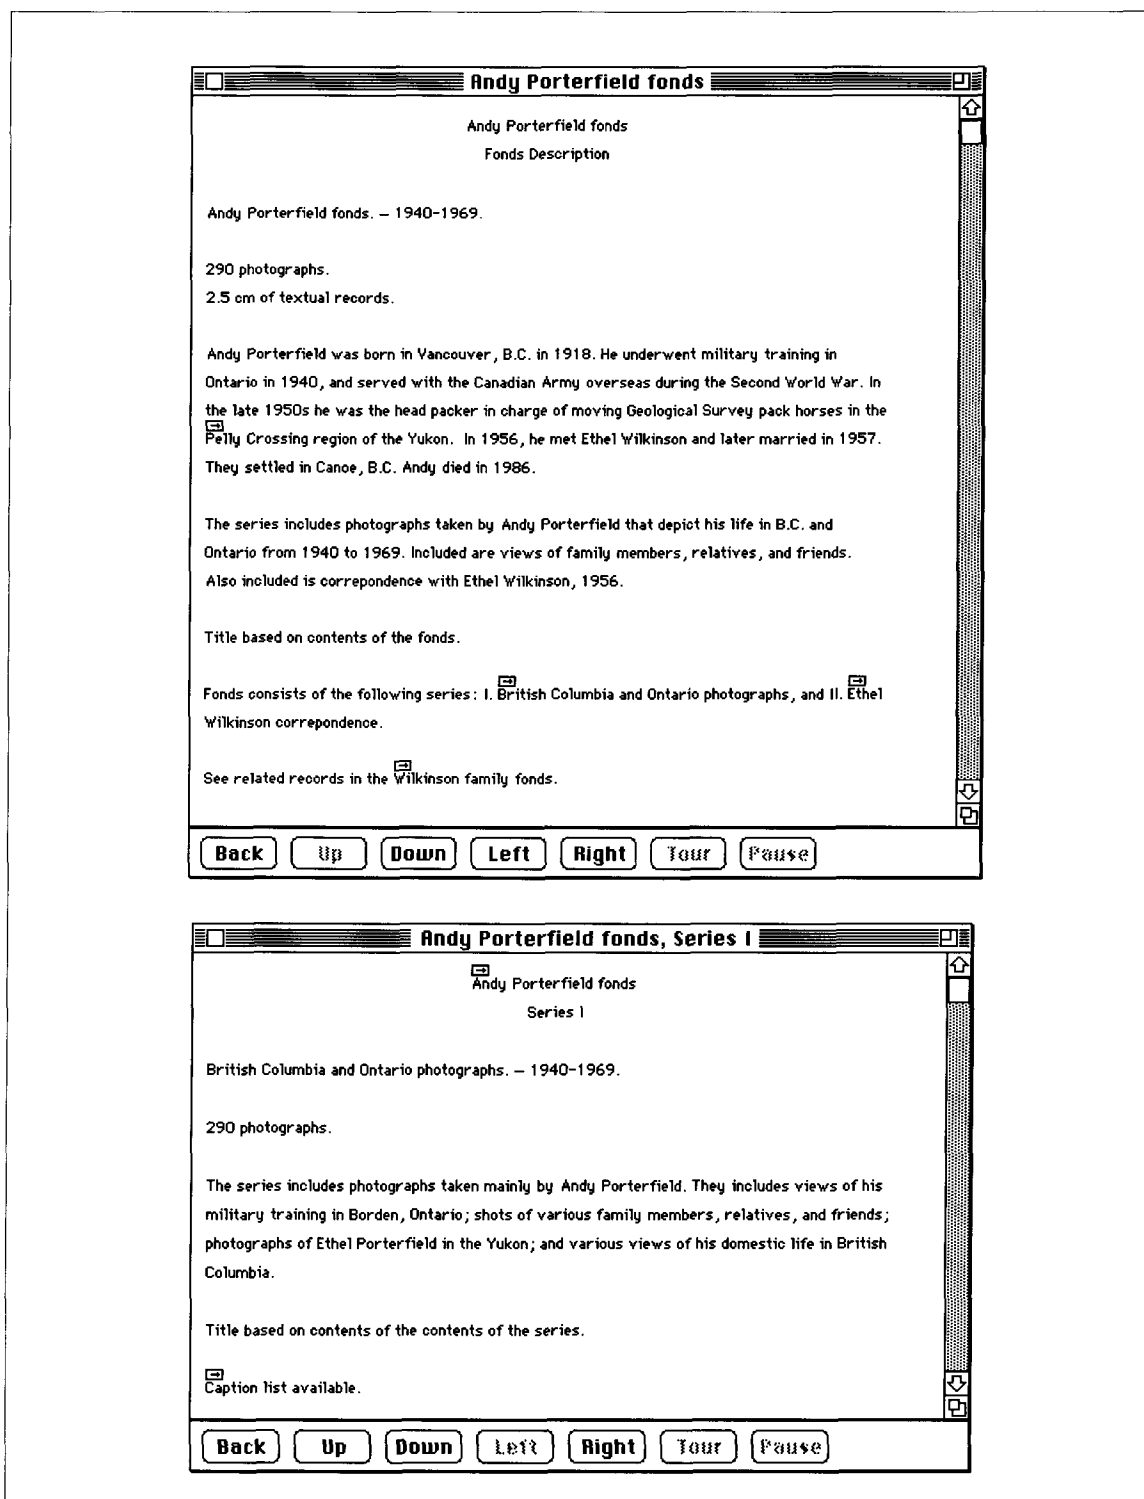 Andy Porterfield fonds
Andy Porterfield fonds
Fonds Description
Andy Porterfield fonds. – 1940-1969.
290 photographs.
2.5 cm of textual records.
Andy Porterfield was born in Vancouver, B.C. in 1918. He underwent military training in
Ontario in 1940, and served with the Canadian Army overseas during the Second World War. In
the late 1950s he was the head packer in charge of moving Geological Survey pack horses in the
Pelly Crossing region of the Yukon. In 1956, he met Ethel Wilkinson and later married in 1957.
They settled in Canoe, B.C. Andy died in 1986.
The series includes photographs taken by Andy Porterfield that depict his life in B.C. and
Ontario from 1940 to 1969. Included are views of family members, relatives, and friends.
Also included is correpondence with Ethel Wilkinson, 1956.
Title based on contents of the fonds.
Fonds consists of the following series: I. British Columbia and Ontario photographs, and II. Ethel
Wilkinson correpondence.
See related records in the Wilkinson family fonds.
Back Up Down Left Right Tour Pause
Andy Porterfield fonds, Series I
Andy Porterfield fonds
Series I
British Columbia and Ontario photographs. – 1940-1969.
290 photographs.
The series includes photographs taken mainly by Andy Porterfield. They includes views of his
military training in Borden, Ontario; shots of various family members, relatives, and friends;
photographs of Ethel Porterfield in the Yukon; and various views of his domestic life in British
Columbia.
Title based on contents of the contents of the series.
Caption list available.
Back Up Down Left Right Tour Pause